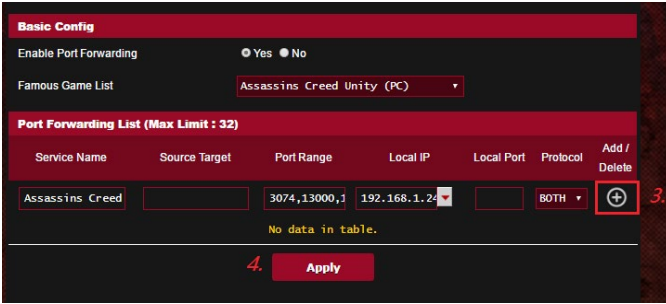 Basic Config
Enable Port Forwarding Yes No
Famous Game List Assassins Creed Unity (PC)
Port Forwarding List (Max Limit : 32)
Service Name Source Target Port Range Local IP Local Port Protocol Add / Delete
Assassins Creed 3074,13000,1 192.168.1.24 BOTH 3.
No data in table.
4. Apply